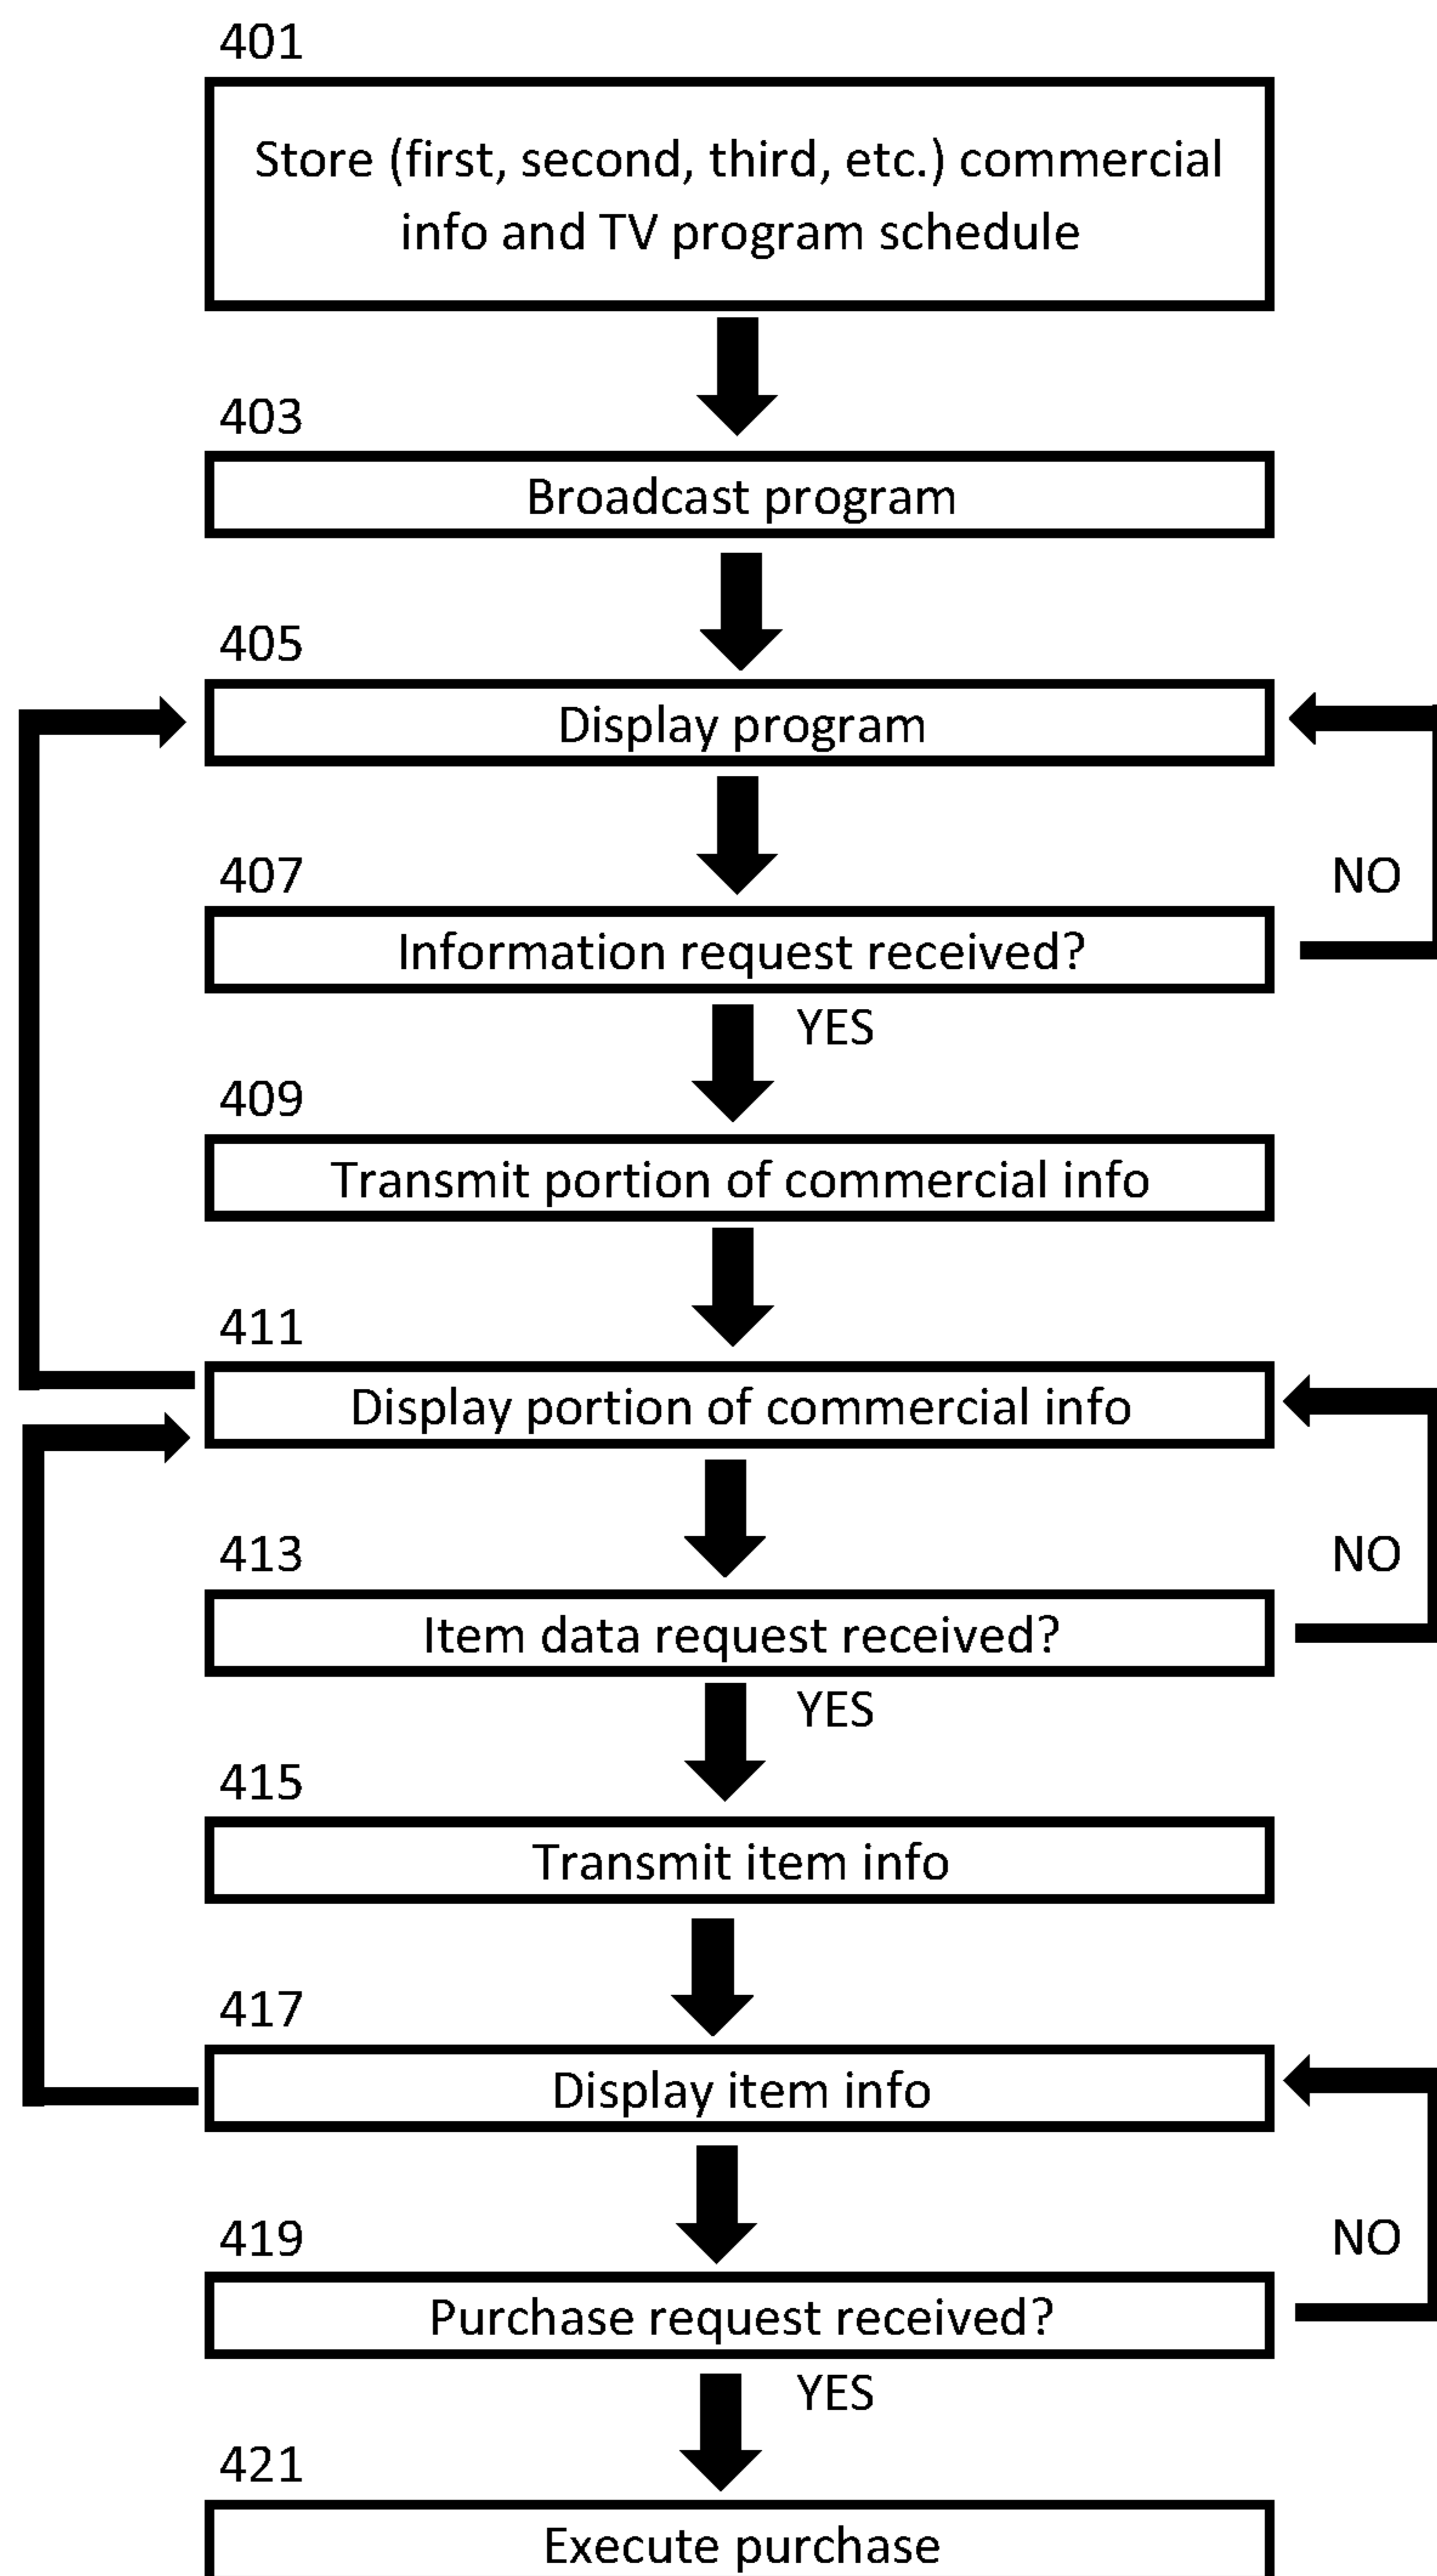 401
Store (first, second, third, etc.) commercial
info and TV program schedule
403
Broadcast program
405
Display program
407
NO
Information request received?
YES
409
Transmit portion of commercial info
411
Display portion of commercial info
413
NO
Item data request received?
YES
415
Transmit item info
417
Display item info
419
NO
Purchase request received?
YES
421
Execute purchase